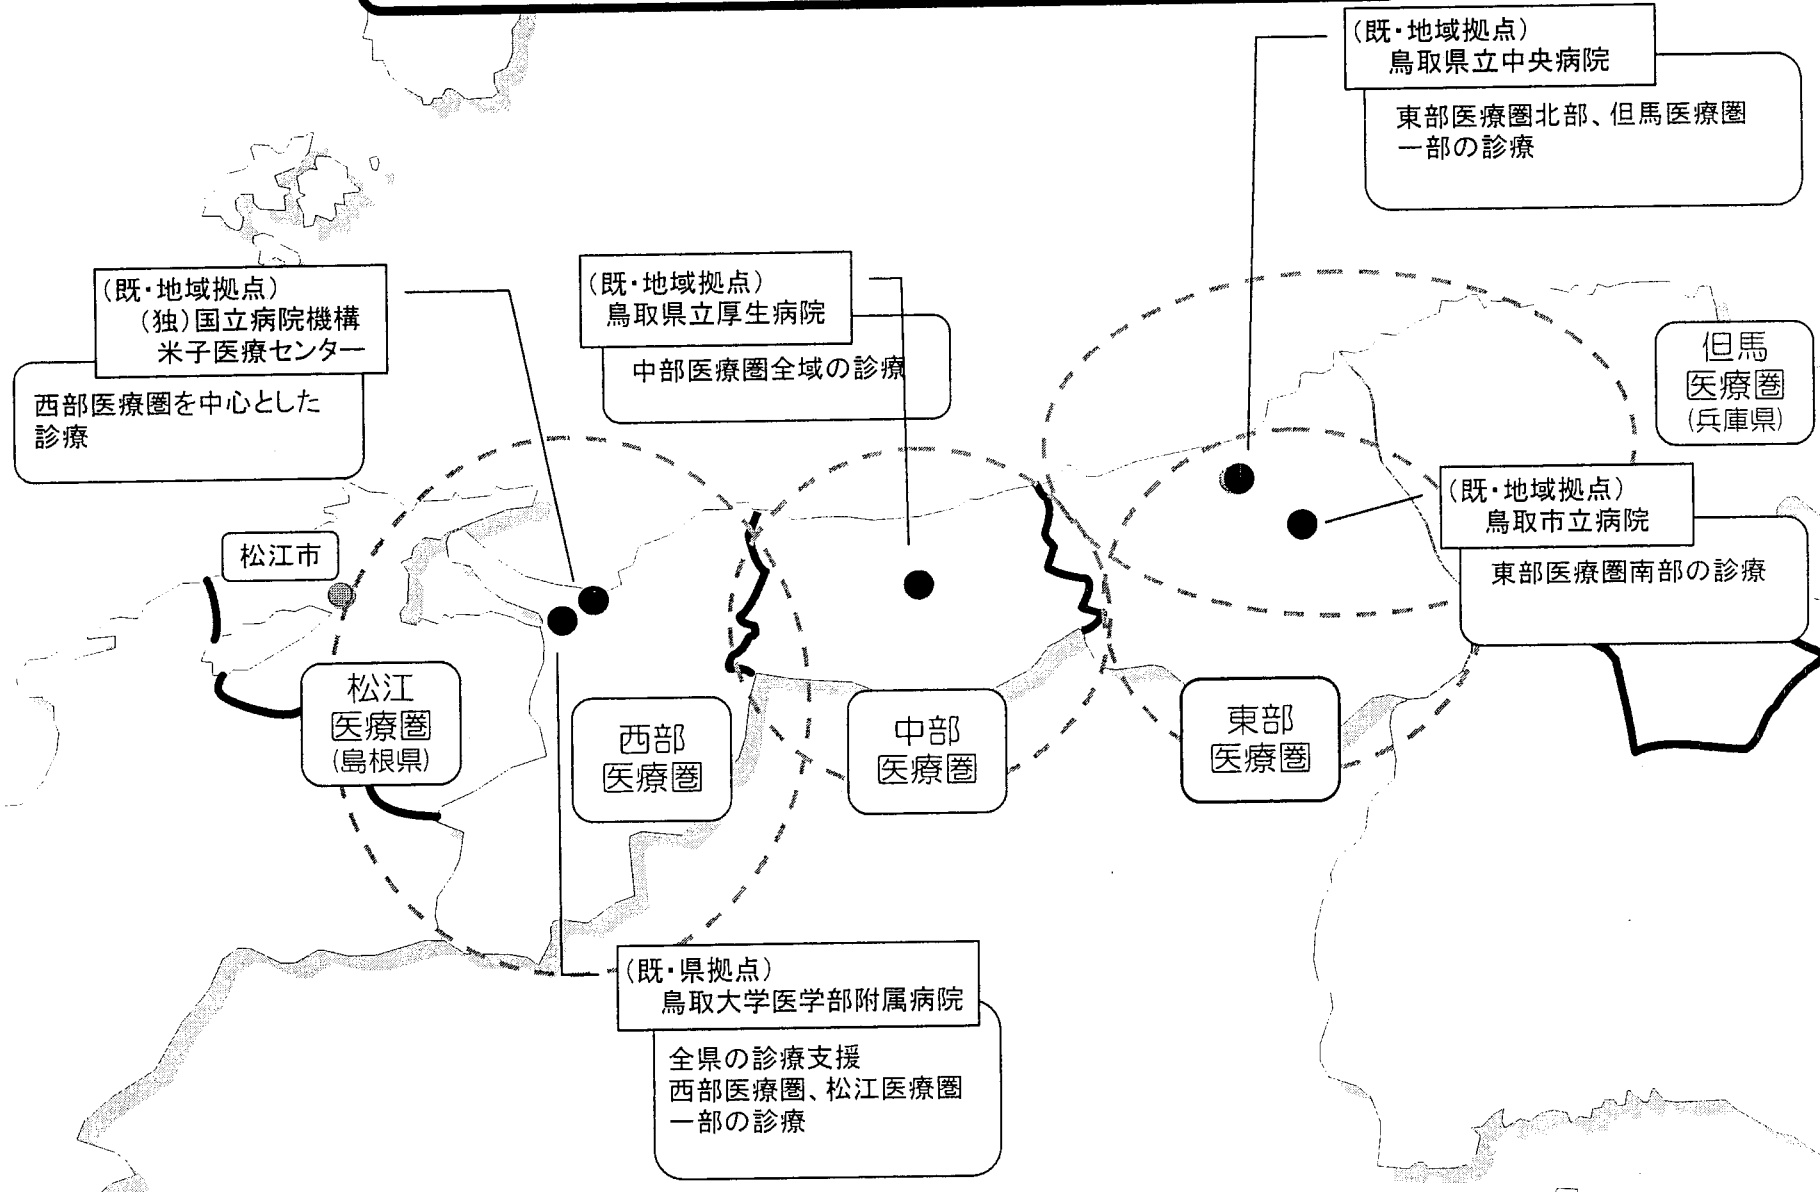 (既・地域拠点)
鳥取県立中央病院
東部医療圏北部、但馬医療圏
一部の診療
(既・地域拠点)
(独)国立病院機構
米子医療センター
西部医療圏を中心とした
診療
(既・地域拠点)
鳥取県立厚生病院
中部医療圏全域の診療
但馬
医療圏
(兵庫県)
(既・地域拠点)
鳥取市立病院
東部医療圏南部の診療
松江市
松江
医療圏
(島根県)
西部
医療圏
中部
医療圏
東部
医療圏
(既・県拠点)
鳥取大学医学部附属病院
全県の診療支援
西部医療圏、松江医療圏
一部の診療